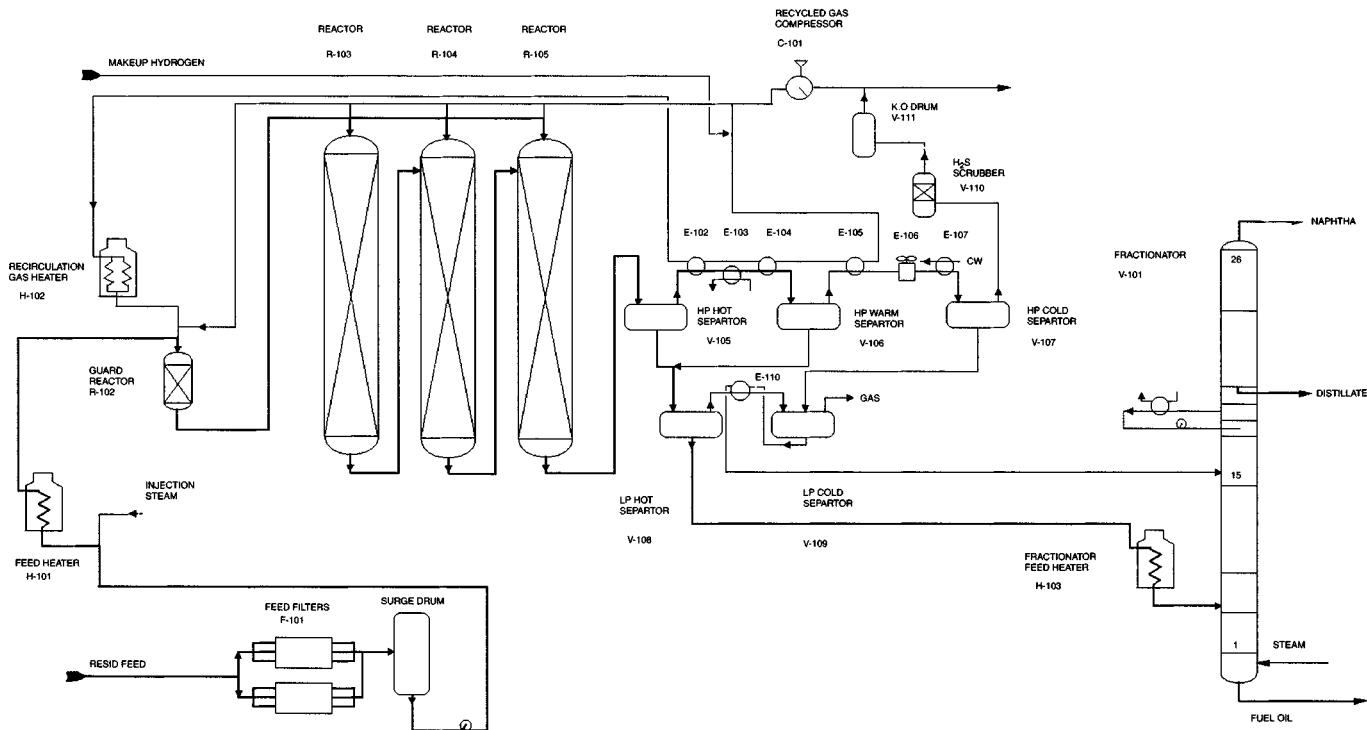 RECYCLED GAS
COMPRESSOR
C-101
REACTOR
R-103
REACTOR
R-104
REACTOR
R-105
MAKEUP HYDROGEN
K.O DRUM
V-111
H2S
SCRUBBER
V-110
E-102
E-103
E-104
E-105
E-106
E-107
CW
NAPHTHA
FRACTIONATOR
V-101
26
RECIRCULATION
GAS HEATER
H-102
HP HOT
SEPARTOR
V-105
HP WARM
SEPARTOR
V-106
HP COLD
SEPARTOR
V-107
GUARD
REACTOR
R-102
E-110
GAS
DISTILLATE
15
INJECTION
STEAM
LP HOT
SEPARTOR
V-108
LP COLD
SEPARTOR
V-109
FEED HEATER
H-101
FRACTIONATOR
FEED HEATER
H-103
FEED FILTERS
F-101
SURGE DRUM
1
STEAM
RESID FEED
FUEL OIL